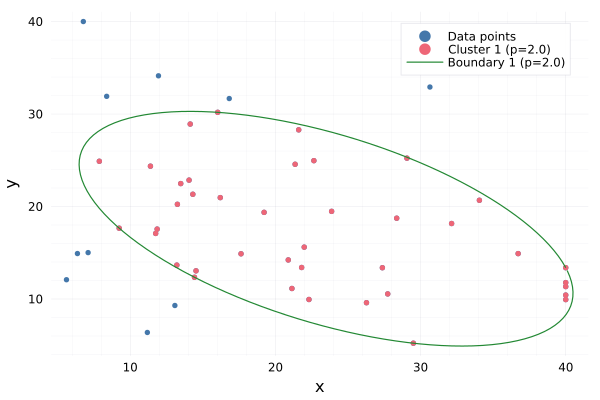 Data points
Cluster 1 (p=2.0)
Boundary 1 (p=2.0)
40
30
20
10
y
10 20 30 40
x